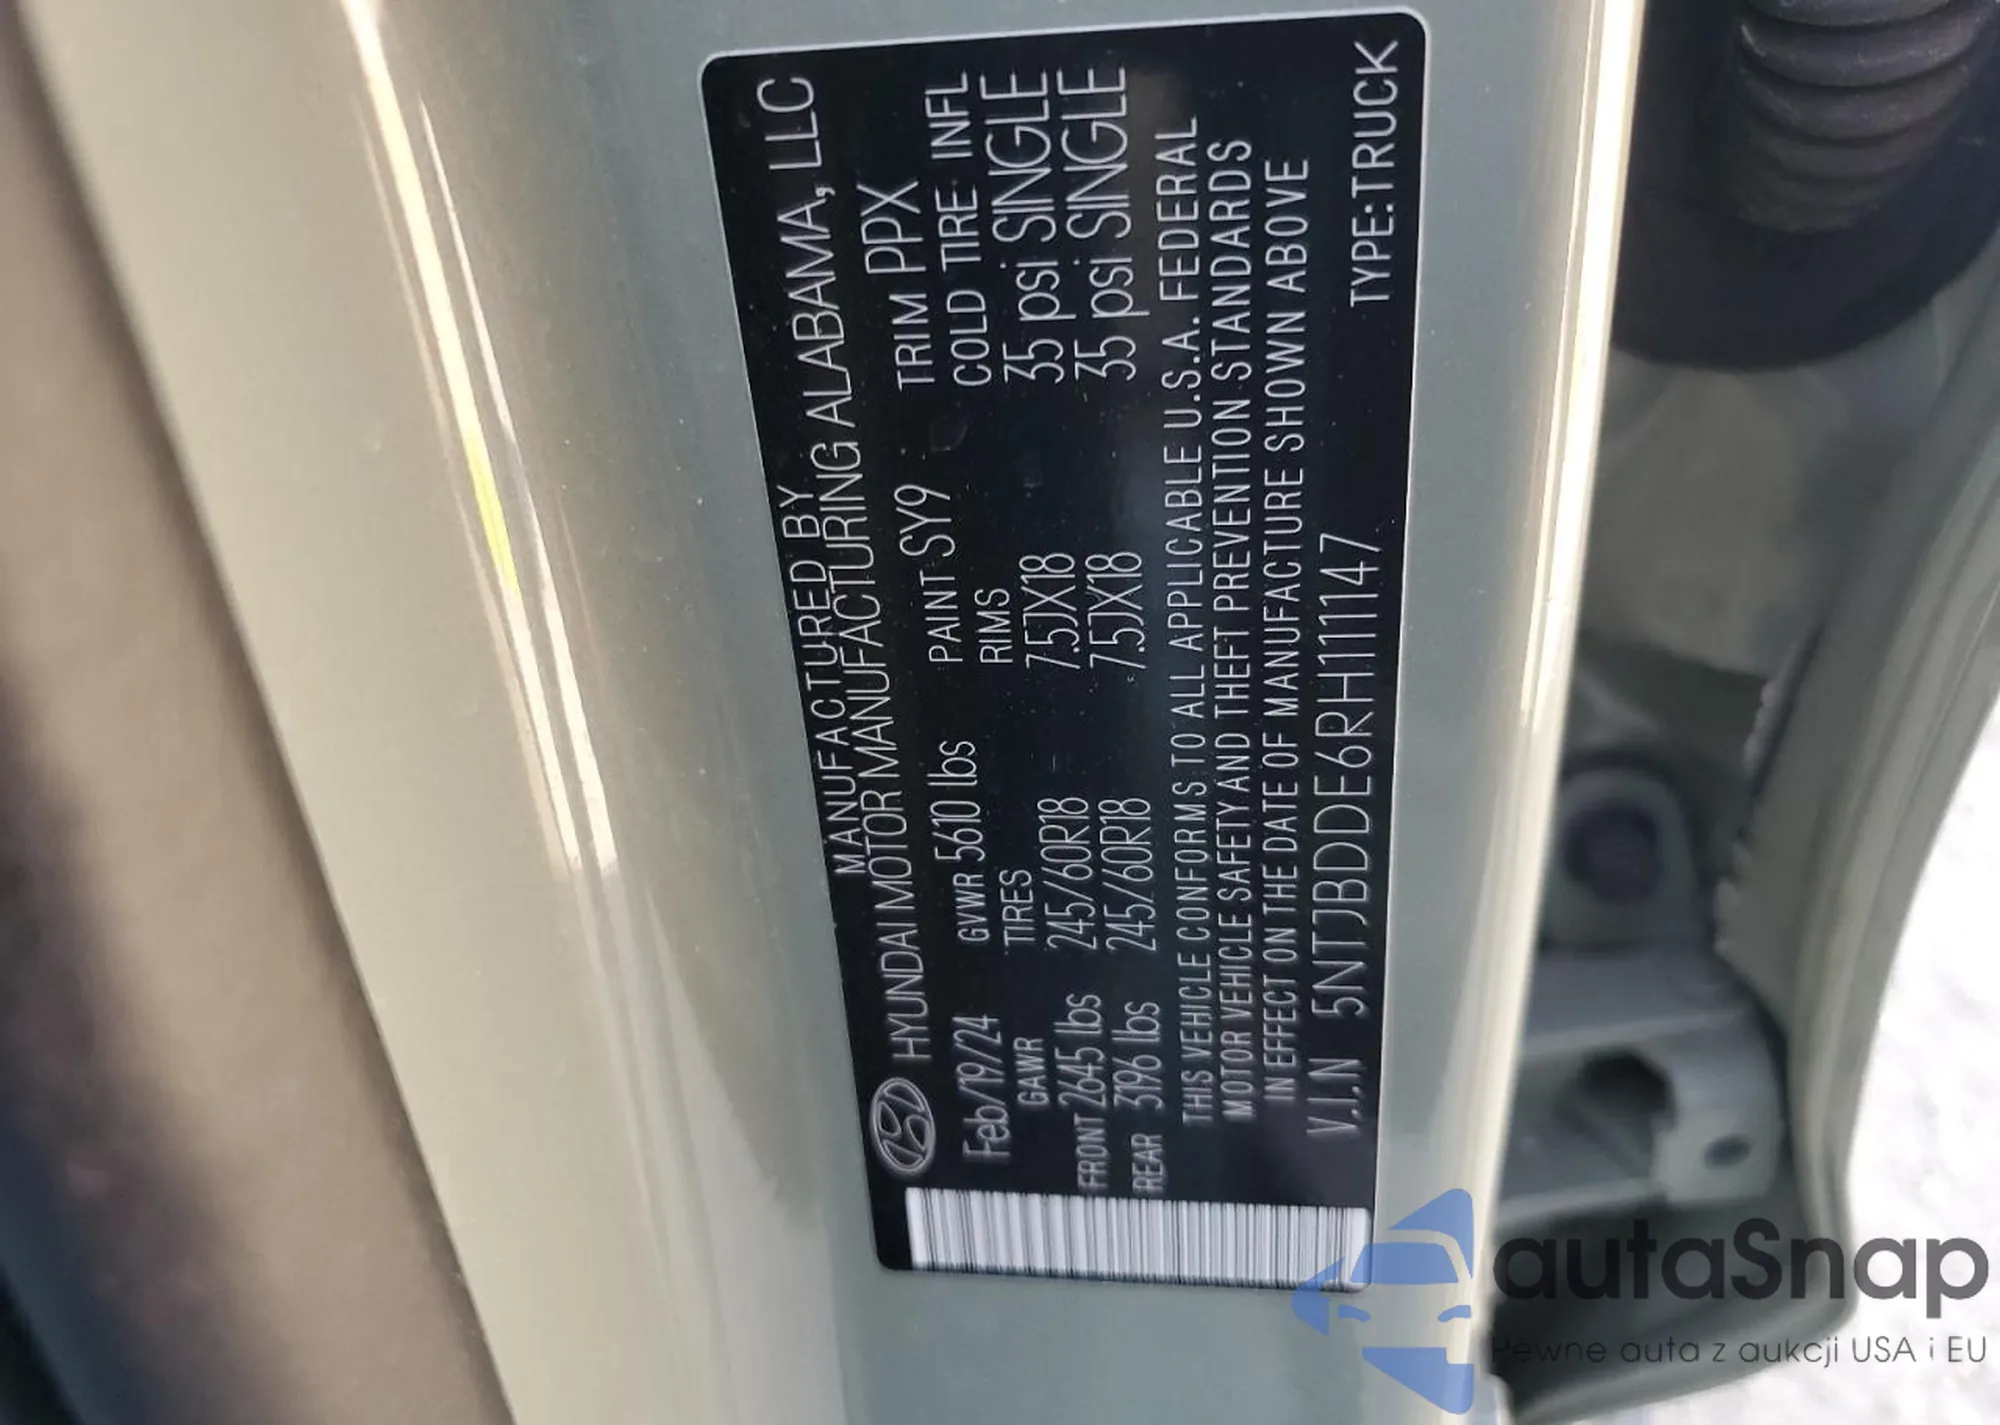 MANUFACTURED BY
HYUNDAI MOTOR MANUFACTURING ALABAMA, LLC
Feb/19/24 GVWR 5610 lbs PAINT SY9 TRIM PPX
GAWR TIRES RIMS COLD TIRE INFL
FRONT 2645 lbs 245/60R18 7.5JX18 35 psi SINGLE
REAR 3196 lbs 245/60R18 7.5JX18 35 psi SINGLE
THIS VEHICLE CONFORMS TO ALL APPLICABLE U.S.A. FEDERAL
MOTOR VEHICLE SAFETY AND THEFT PREVENTION STANDARDS
IN EFFECT ON THE DATE OF MANUFACTURE SHOWN ABOVE
V.I.N 5NTJBDDE6RH111147 TYPE:TRUCK
autaSnap
Pewne auta z aukcji USA i EU